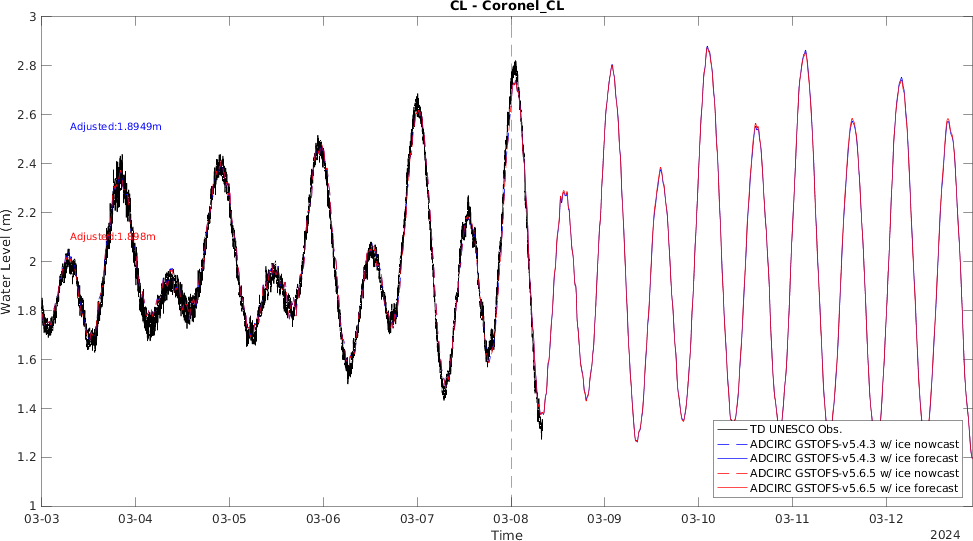 CL - Coronel_CL
3
2.8
2.6
2.4
2.2
2
1.8
1.6
1.4
1.2
1
Water Level (m)
Adjusted:1.8949m
Adjusted:1.898m
TD UNESCO Obs.
ADCIRC GSTOFS-v5.4.3 w/ ice nowcast
ADCIRC GSTOFS-v5.4.3 w/ ice forecast
ADCIRC GSTOFS-v5.6.5 w/ ice nowcast
ADCIRC GSTOFS-v5.6.5 w/ ice forecast
03-03 03-04 03-05 03-06 03-07 03-08 03-09 03-10 03-11 03-12
Time
2024